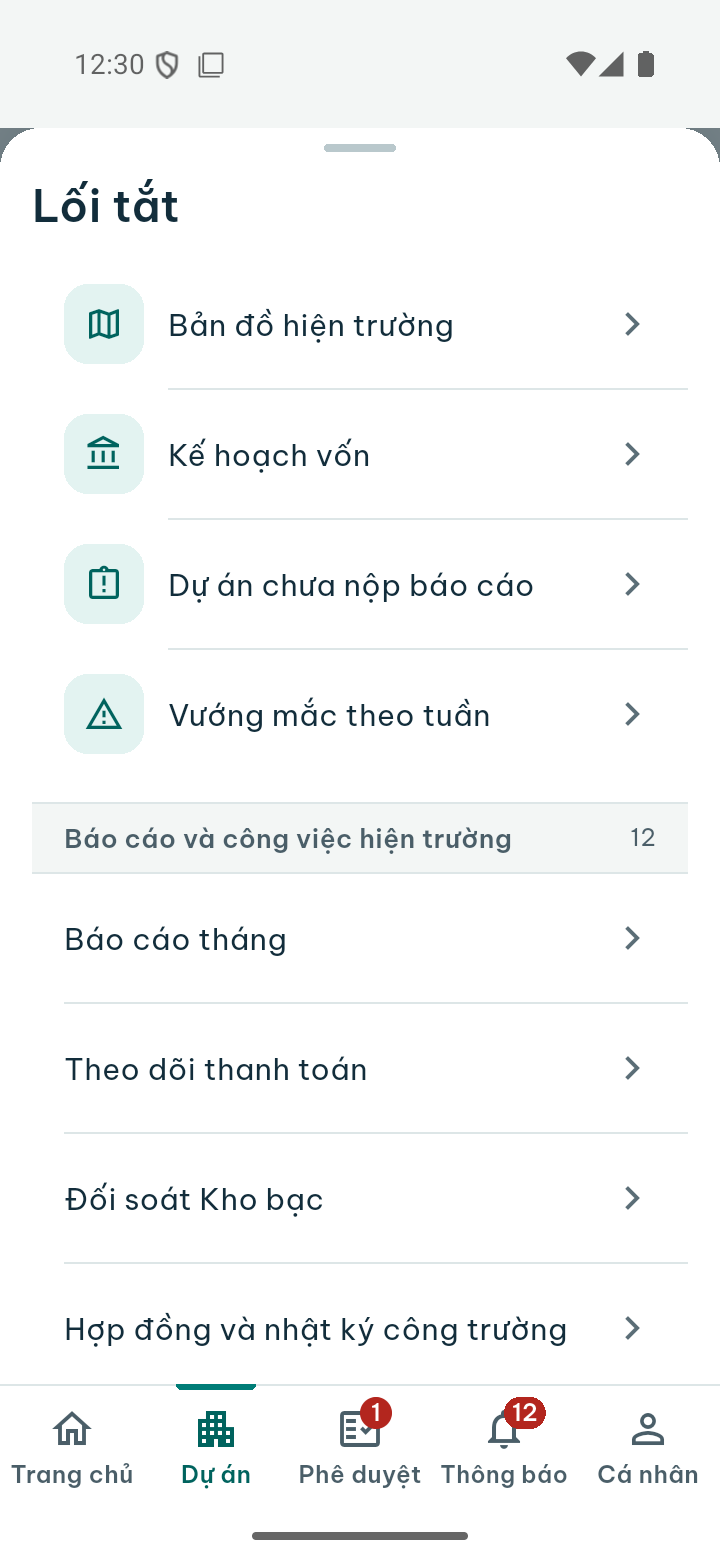 12:30
Lối tắt
Bản đồ hiện trường
Kế hoạch vốn
Dự án chưa nộp báo cáo
Vướng mắc theo tuần
Báo cáo và công việc hiện trường 12
Báo cáo tháng
Theo dõi thanh toán
Đối soát Kho bạc
Hợp đồng và nhật ký công trường
1 12
Trang chủ Dự án Phê duyệt Thông báo Cá nhân